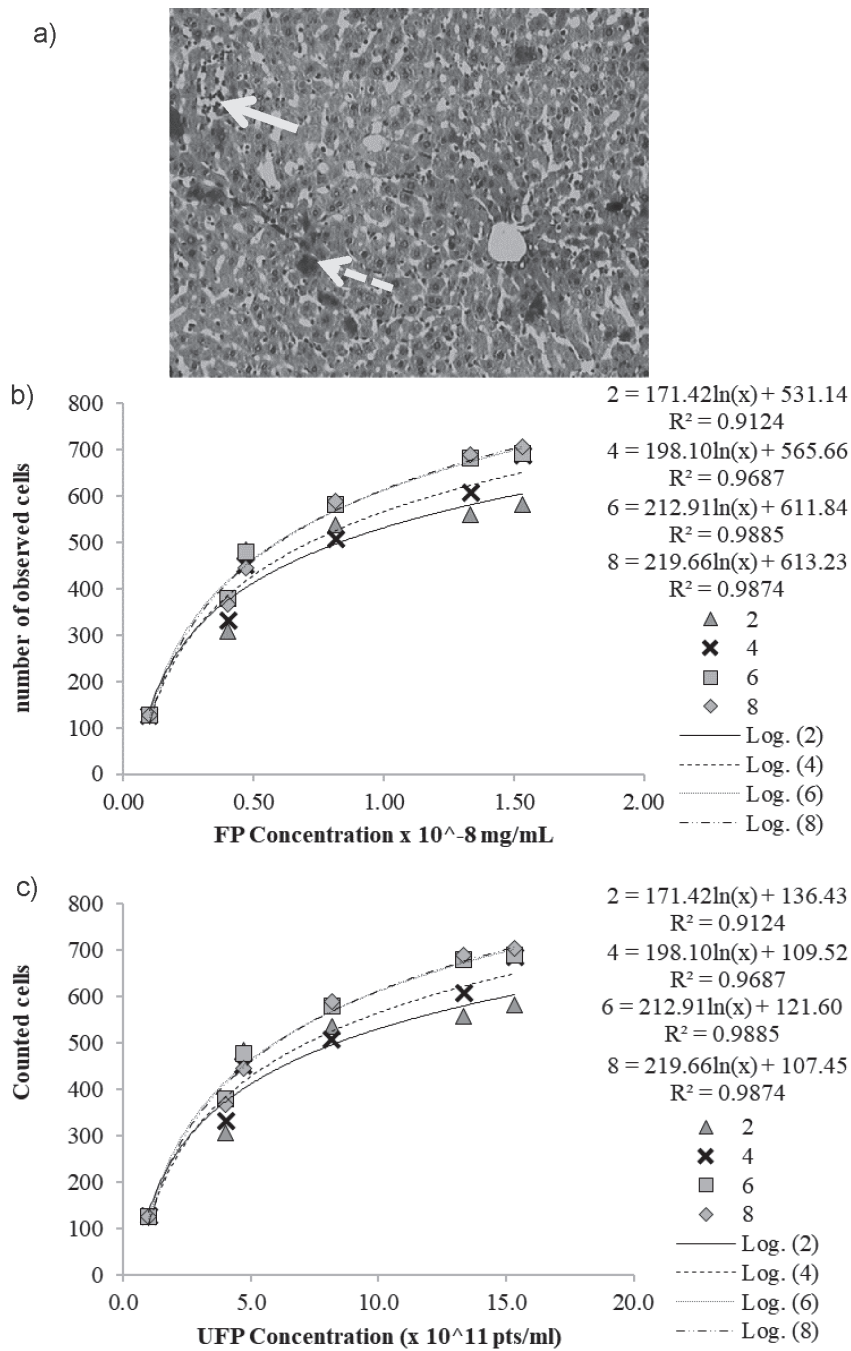 a)
b)
800
700
600
500
400
300
200
100
0
number of observed cells
0.00
0.50
1.00
1.50
2.00
FP Concentration x 10^-8 mg/mL
2 = 171.42ln(x) + 531.14
R² = 0.9124
4 = 198.10ln(x) + 565.66
R² = 0.9687
6 = 212.91ln(x) + 611.84
R² = 0.9885
8 = 219.66ln(x) + 613.23
R² = 0.9874
2
4
6
8
Log. (2)
Log. (4)
Log. (6)
Log. (8)
c)
800
700
600
500
400
300
200
100
0
Counted cells
0.0
5.0
10.0
15.0
20.0
UFP Concentration (x 10^11 pts/ml)
2 = 171.42ln(x) + 136.43
R² = 0.9124
4 = 198.10ln(x) + 109.52
R² = 0.9687
6 = 212.91ln(x) + 121.60
R² = 0.9885
8 = 219.66ln(x) + 107.45
R² = 0.9874
2
4
6
8
Log. (2)
Log. (4)
Log. (6)
Log. (8)